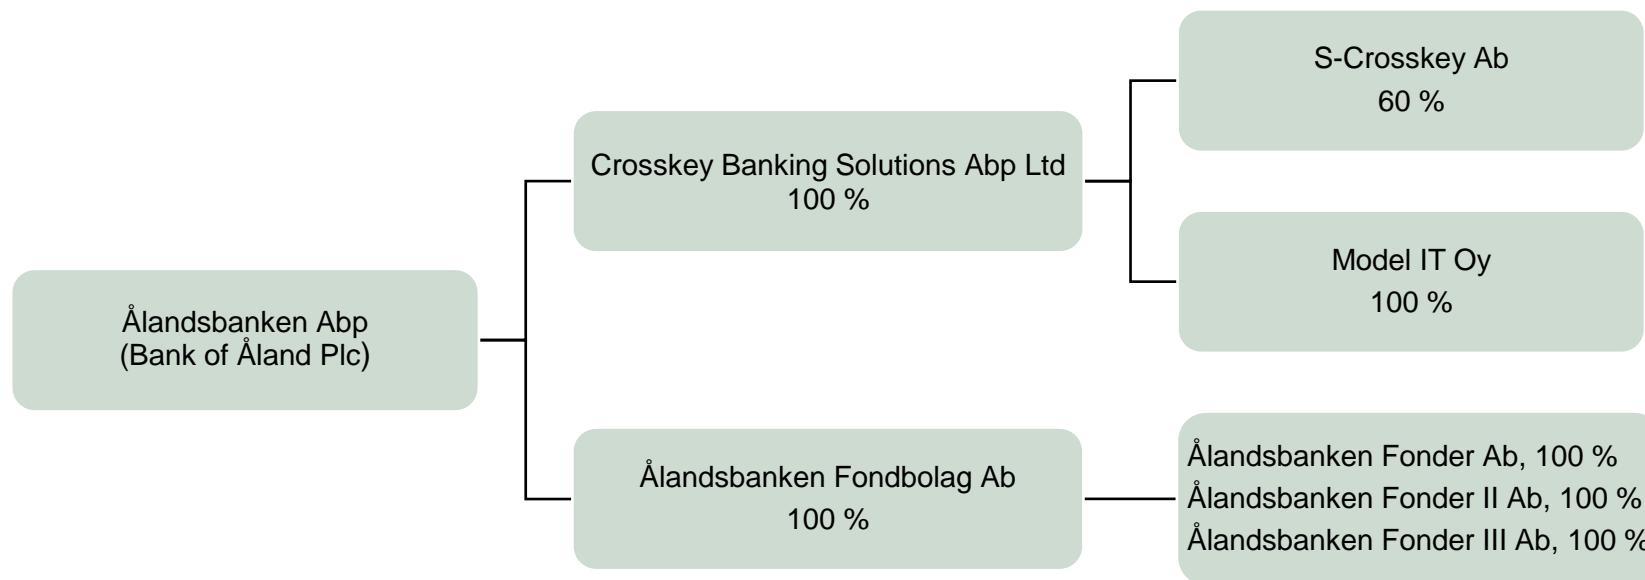 Ålandsbanken Abp
(Bank of Åland Plc)
Crosskey Banking Solutions Abp Ltd
100 %
Ålandsbanken Fondbolag Ab
100 %
S-Crosskey Ab
60 %
Model IT Oy
100 %
Ålandsbanken Fonder Ab, 100 %
Ålandsbanken Fonder II Ab, 100 %
Ålandsbanken Fonder III Ab, 100 %